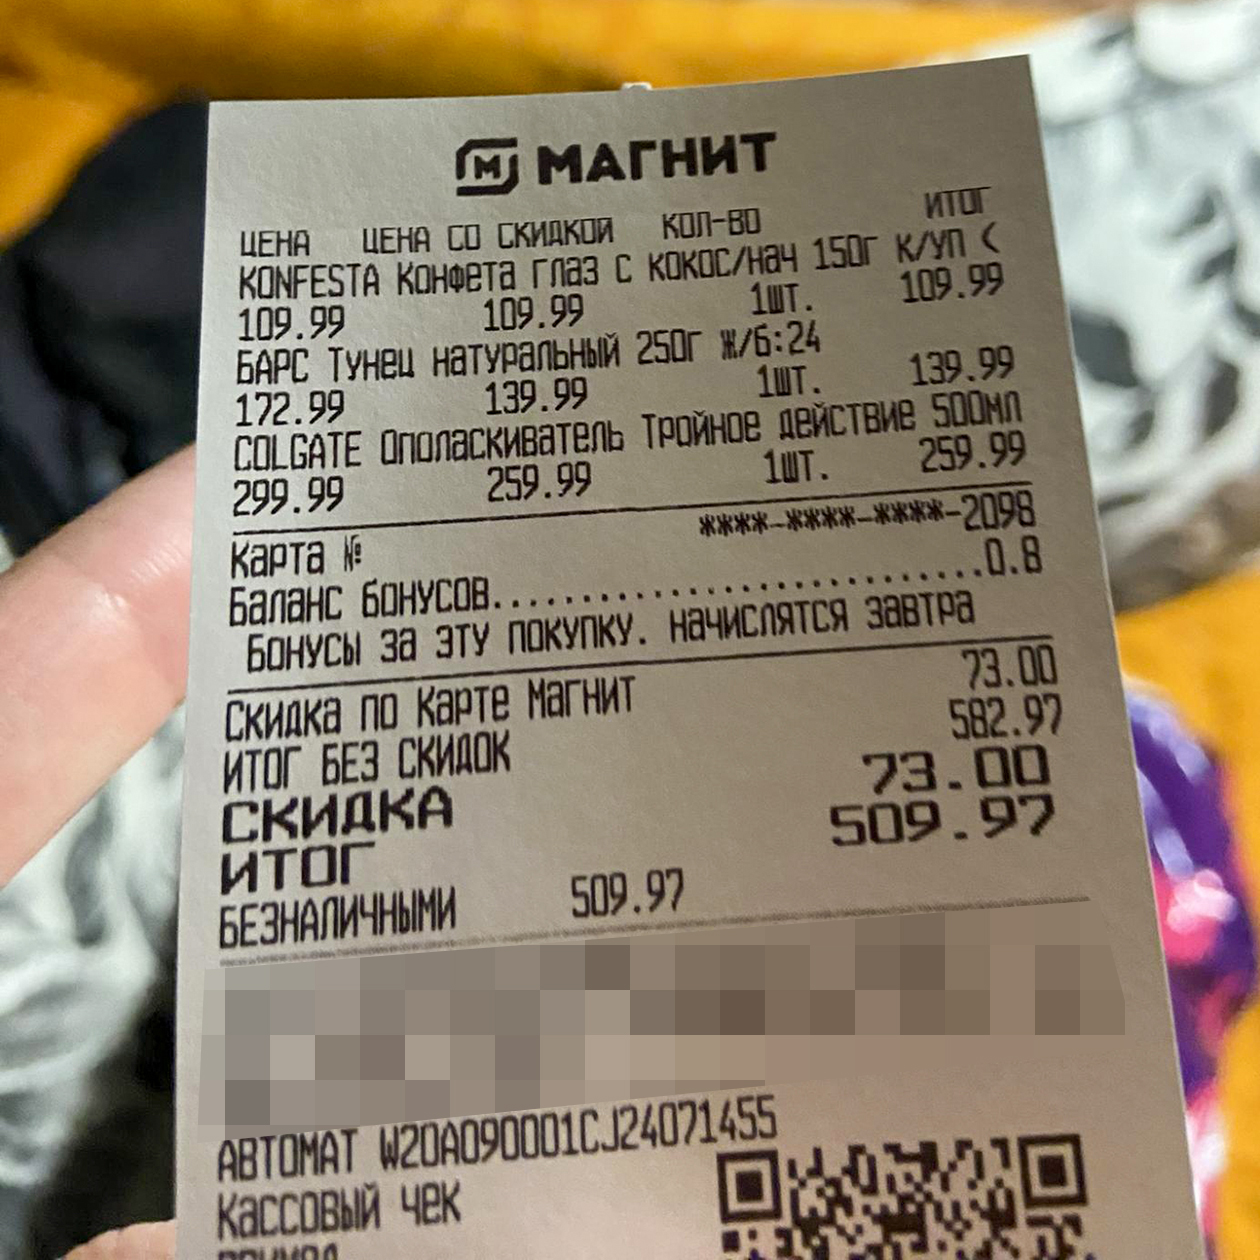 МАГНИТ
ЦЕНА ЦЕНА СО СКИДКОЙ КОЛ-ВО ИТОГ
KONFESTA Конфета глаз с кокос/нач 150г к/уп (
109.99 109.99 1шт. 109.99
БАРС Тунец натуральный 250г ж/б:24
172.99 139.99 1шт. 139.99
COLGATE Ополаскиватель Тройное действие 500мл
299.99 259.99 1шт. 259.99
Карта № ****-****-****-2098
Баланс бонусов..............................0.8
Бонусы за эту покупку. начислятся завтра
Скидка по Карте Магнит 73.00
ИТОГ БЕЗ СКИДОК 582.97
СКИДКА 73.00
ИТОГ 509.97
БЕЗНАЛИЧНЫМИ 509.97
АВТОМАТ W20A090001CJ24071455
Кассовый чек